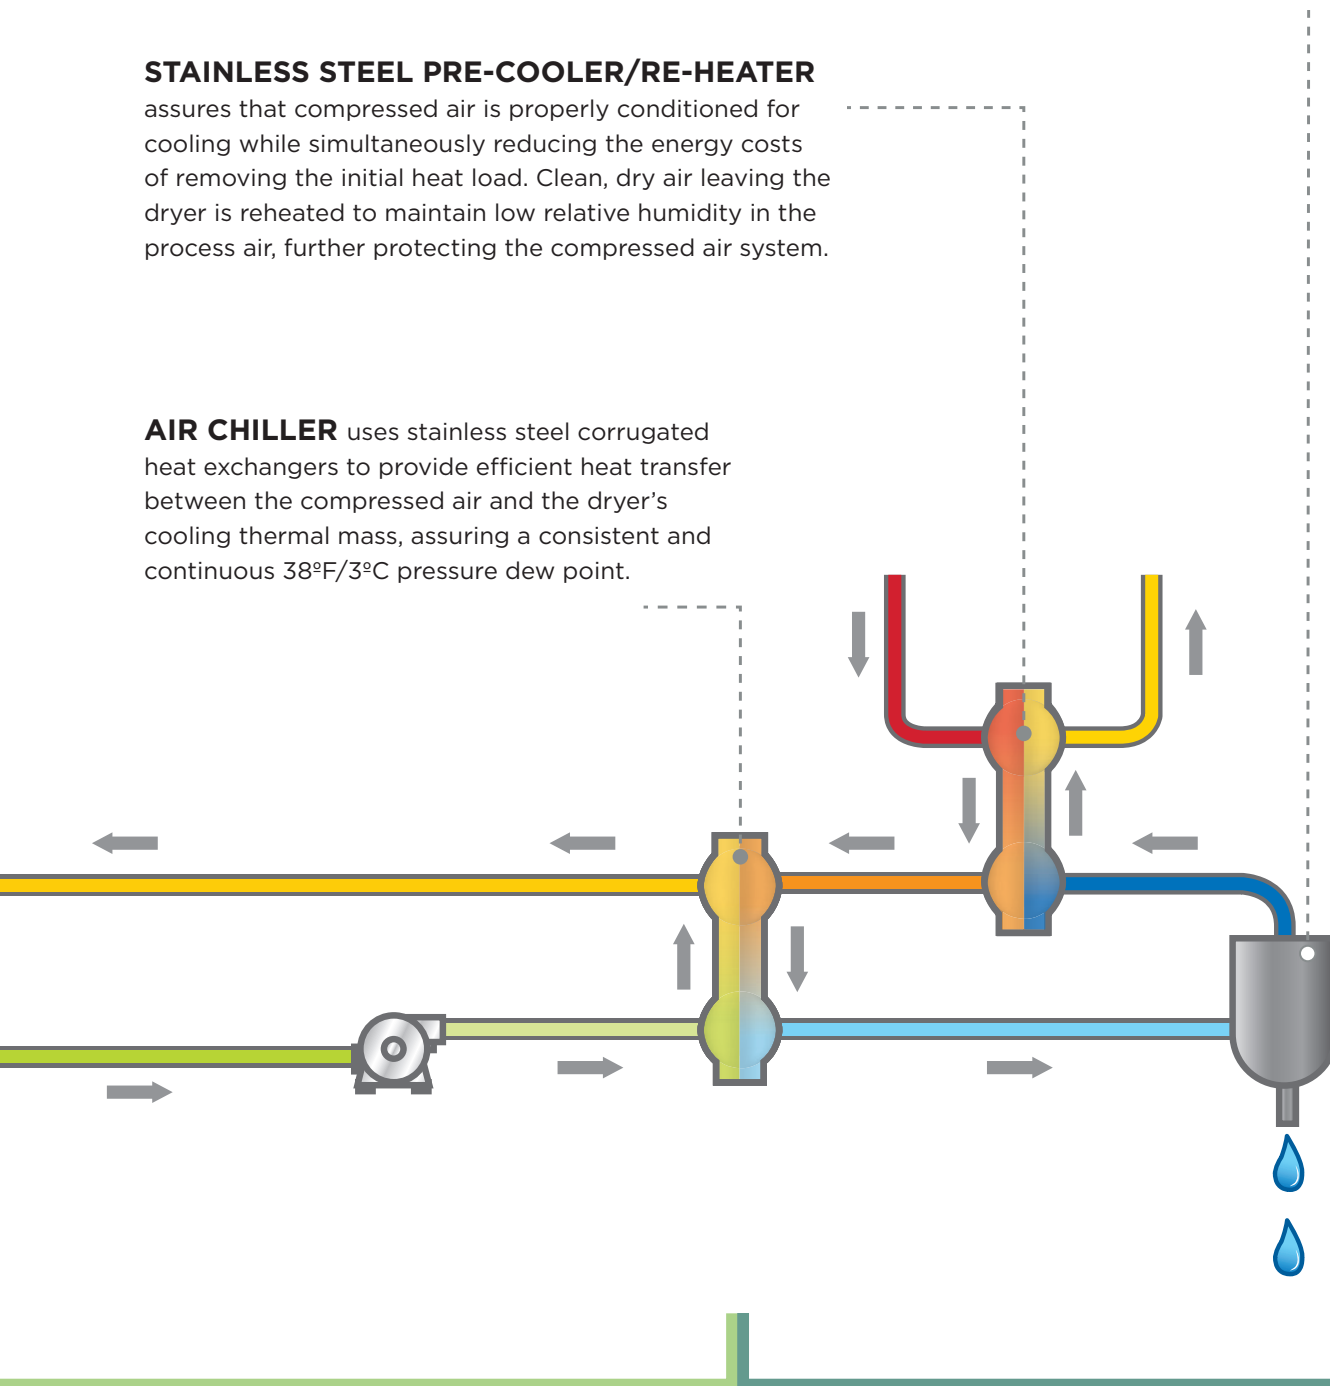 STAINLESS STEEL PRE-COOLER/RE-HEATER
assures that compressed air is properly conditioned for
cooling while simultaneously reducing the energy costs
of removing the initial heat load. Clean, dry air leaving the
dryer is reheated to maintain low relative humidity in the
process air, further protecting the compressed air system.
AIR CHILLER uses stainless steel corrugated
heat exchangers to provide efficient heat transfer
between the compressed air and the dryer’s
cooling thermal mass, assuring a consistent and
continuous 38ºF/3ºC pressure dew point.